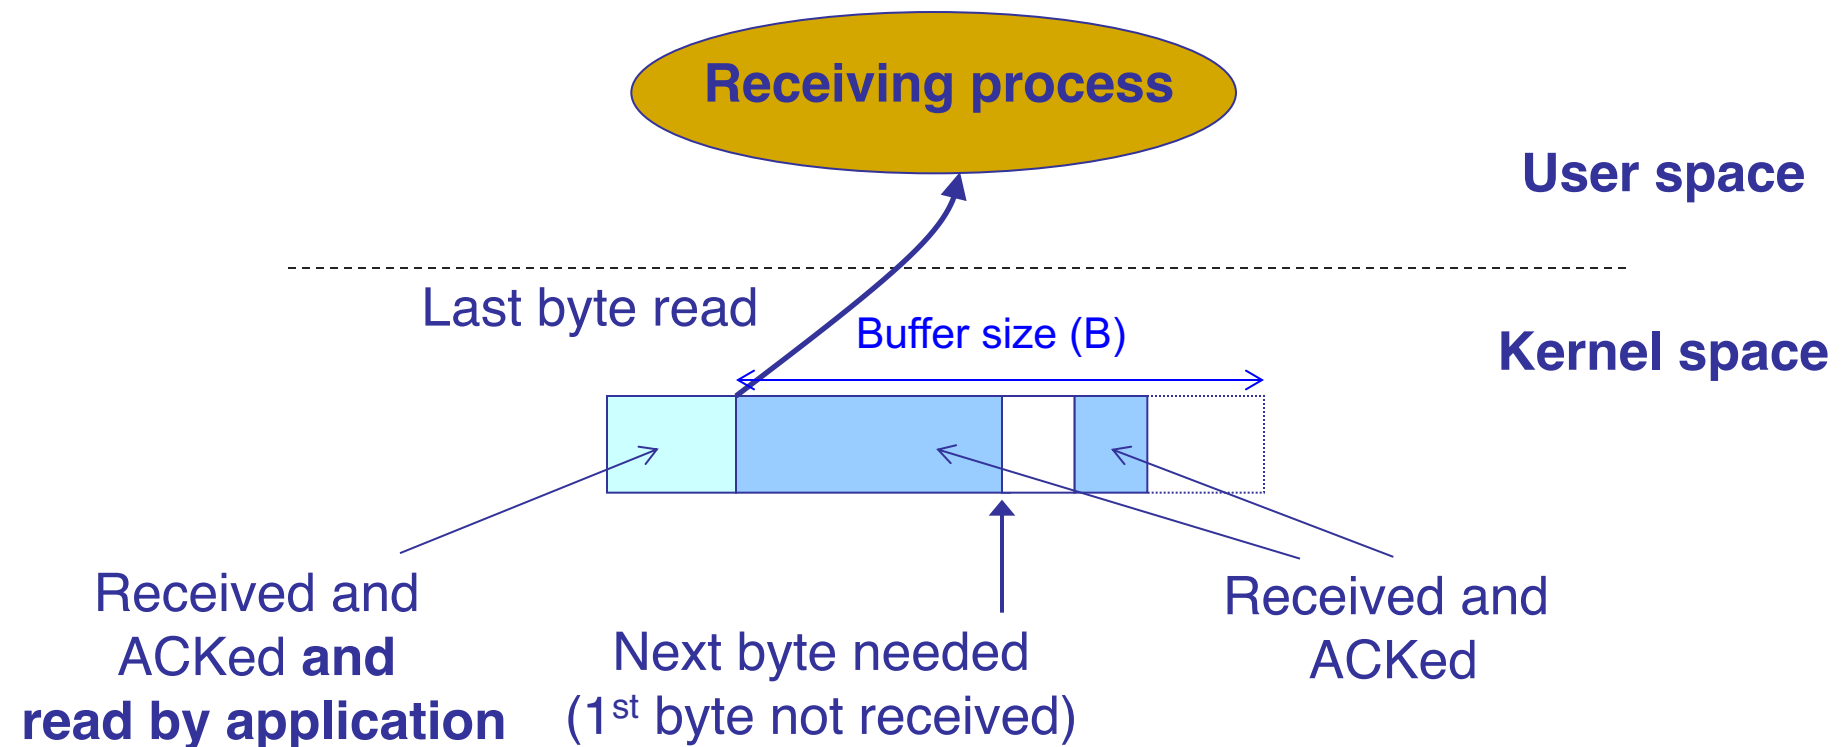 Receiving process
User space
Last byte read
Buffer size (B)
Kernel space
Received and
ACKed and
read by application
Next byte needed
(1st byte not received)
Received and
ACKed